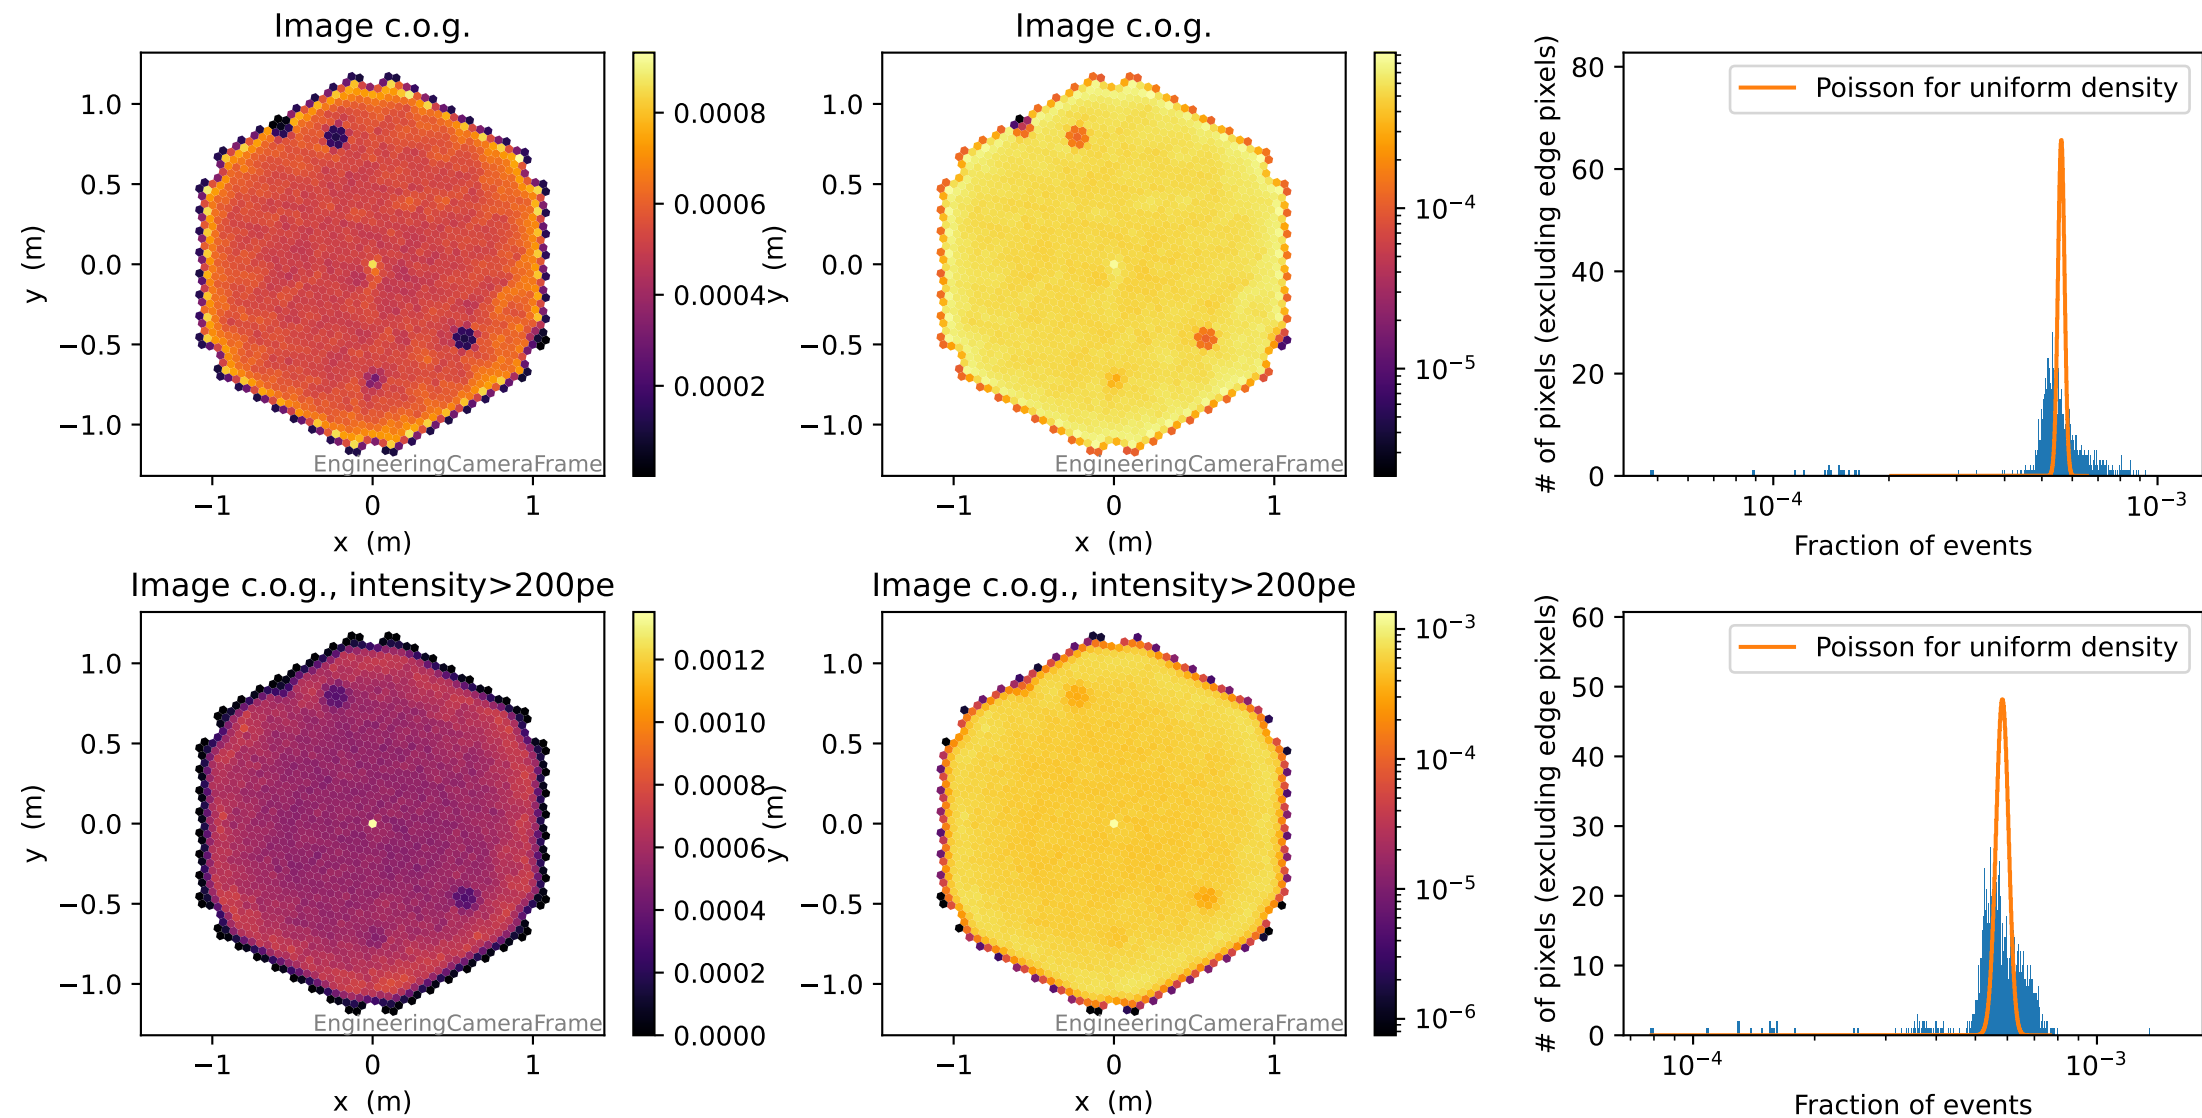 Image c.o.g.
1.0
0.5
0.0
−0.5
−1.0
y (m)
−1
0
1
x (m)
EngineeringCameraFrame
0.0008
0.0006
0.0004
0.0002
Image c.o.g.
1.0
0.5
0.0
−0.5
−1.0
y (m)
−1
0
1
x (m)
EngineeringCameraFrame
10⁻⁴
10⁻⁵
# of pixels (excluding edge pixels)
80
60
40
20
0
Poisson for uniform density
10⁻⁴
10⁻³
Fraction of events
Image c.o.g., intensity>200pe
1.0
0.5
0.0
−0.5
−1.0
y (m)
−1
0
1
x (m)
EngineeringCameraFrame
0.0012
0.0010
0.0008
0.0006
0.0004
0.0002
0.0000
Image c.o.g., intensity>200pe
1.0
0.5
0.0
−0.5
−1.0
y (m)
−1
0
1
x (m)
EngineeringCameraFrame
10⁻³
10⁻⁴
10⁻⁵
10⁻⁶
# of pixels (excluding edge pixels)
60
50
40
30
20
10
0
Poisson for uniform density
10⁻⁴
10⁻³
Fraction of events